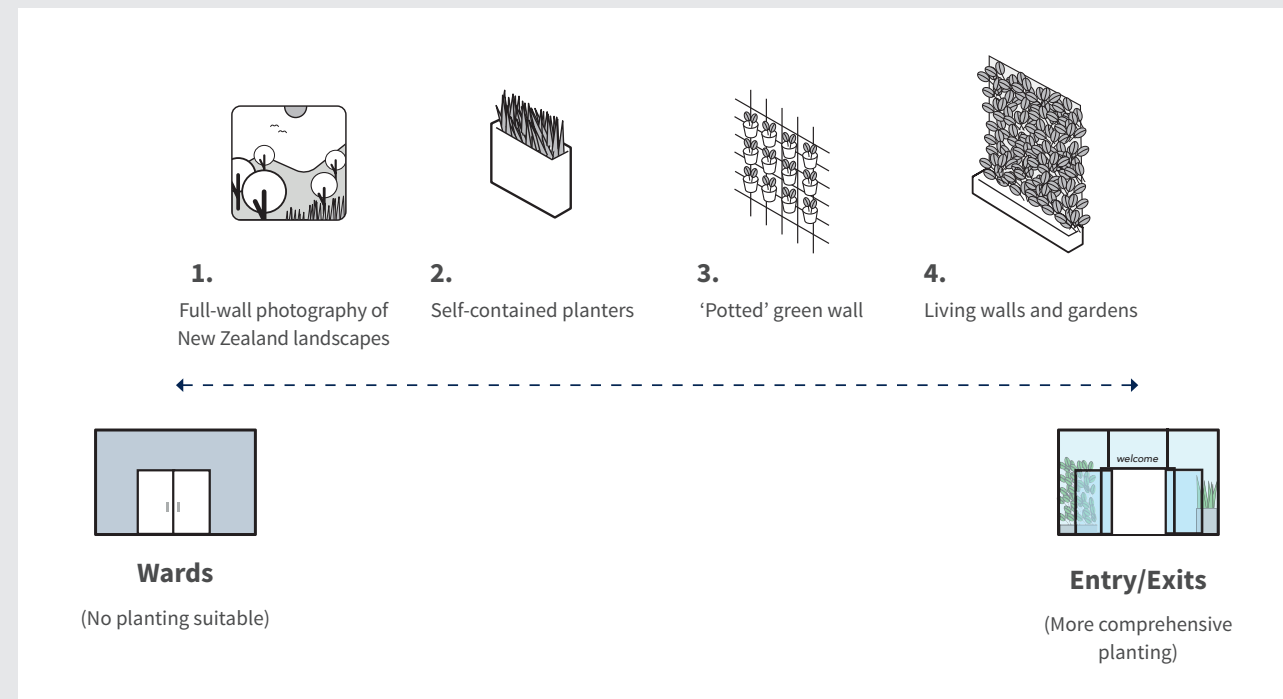 1.
Full-wall photography of
New Zealand landscapes
2.
Self-contained planters
3.
‘Potted’ green wall
4.
Living walls and gardens
Wards
(No planting suitable)
welcome
Entry/Exits
(More comprehensive
planting)